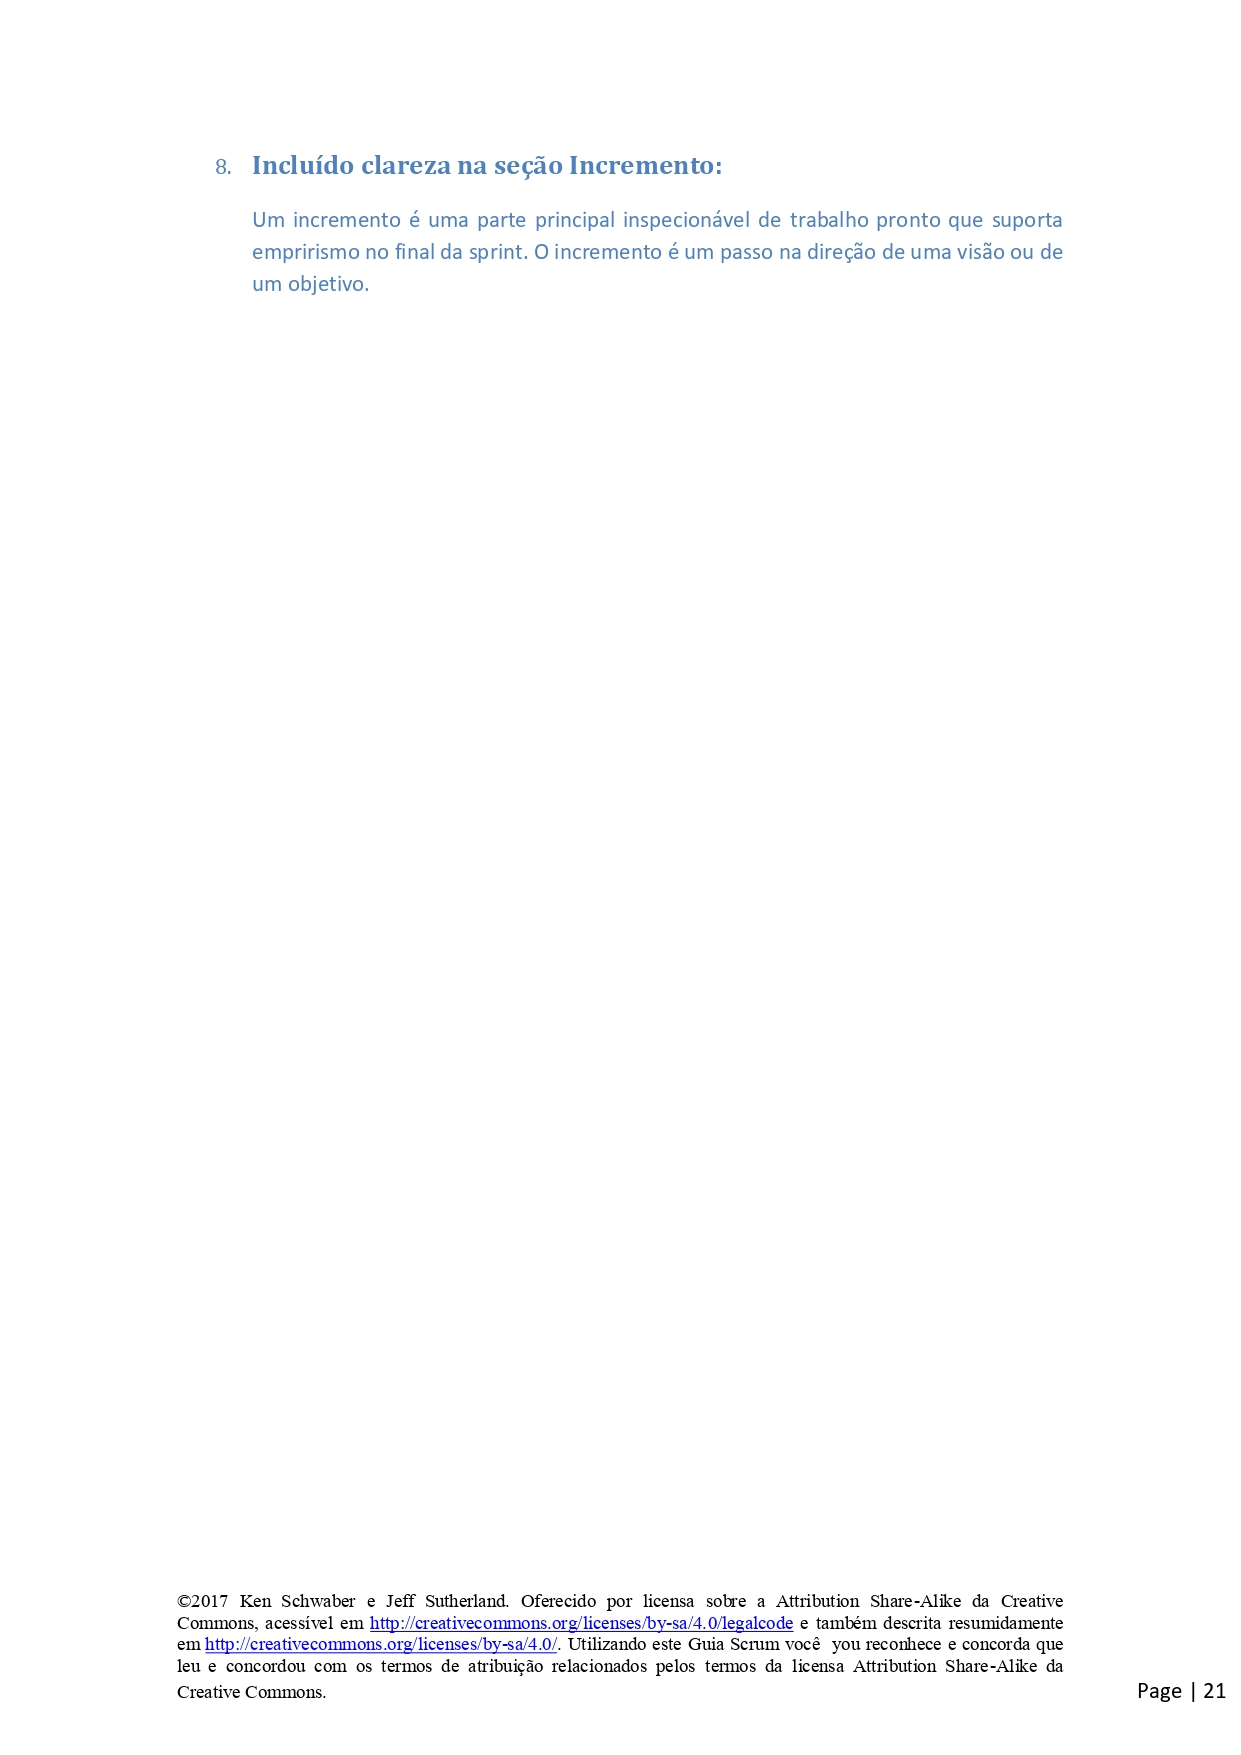 8. Incluído clareza na seção Incremento:
Um incremento é uma parte principal inspecionável de trabalho pronto que suporta
emprirismo no final da sprint. O incremento é um passo na direção de uma visão ou de
um objetivo.
©2017 Ken Schwaber e Jeff Sutherland. Oferecido por licensa sobre a Attribution Share-Alike da Creative
Commons, acessível em http://creativecommons.org/licenses/by-sa/4.0/legalcode e também descrita resumidamente
em http://creativecommons.org/licenses/by-sa/4.0/. Utilizando este Guia Scrum você you reconhece e concorda que
leu e concordou com os termos de atribuição relacionados pelos termos da licensa Attribution Share-Alike da
Creative Commons.
Page | 21